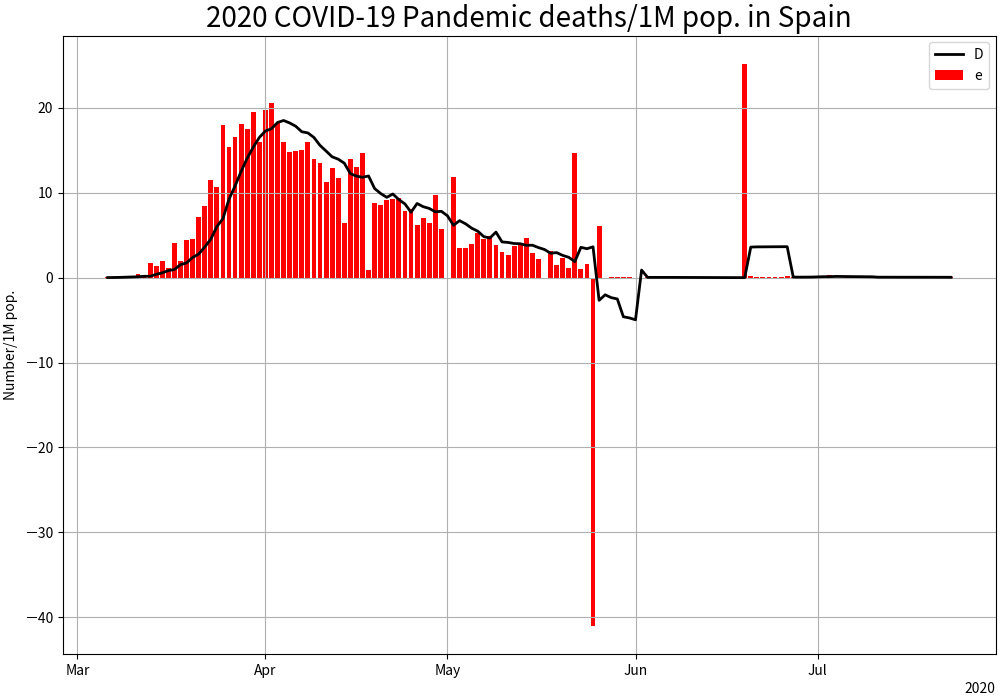 2020 COVID-19 Pandemic deaths/1M pop. in Spain
D
e
Number/1M pop.
20
10
0
−10
−20
−30
−40
Mar
Apr
May
Jun
Jul
2020